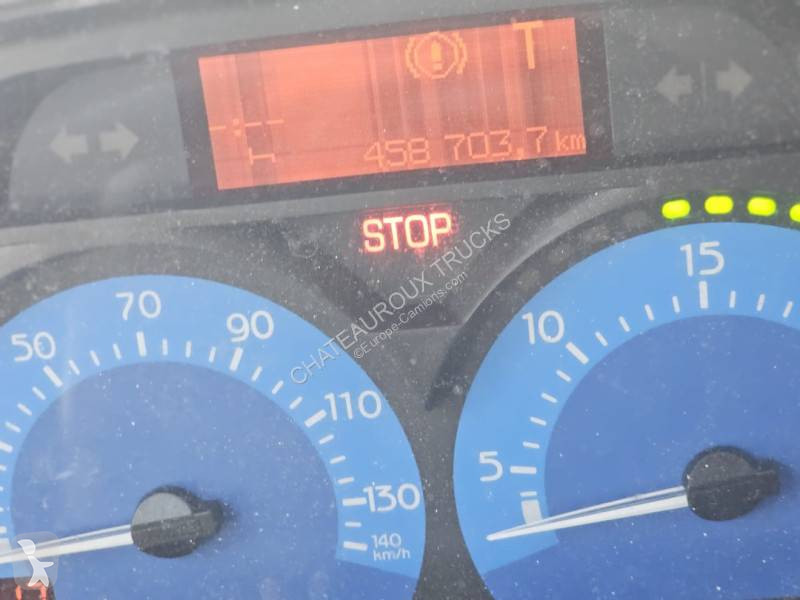 T
458 703,7 km
STOP
50
70
90
110
130
140
km/h
5
10
15
CHATEAUROUX TRUCKS
©Europe-Camions.com